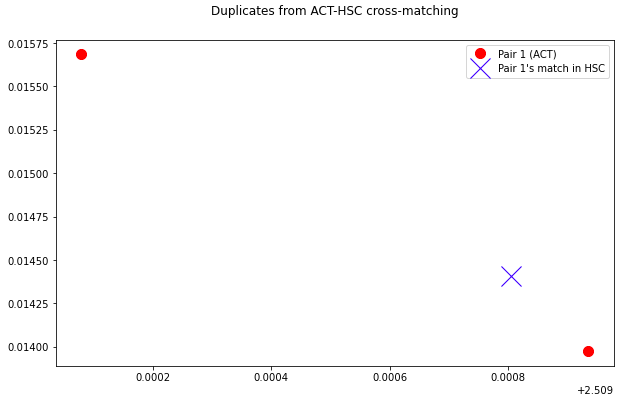 Duplicates from ACT-HSC cross-matching
0.01575
0.01550
0.01525
0.01500
0.01475
0.01450
0.01425
0.01400
Pair 1 (ACT)
Pair 1's match in HSC
0.0002 0.0004 0.0006 0.0008
+2.509